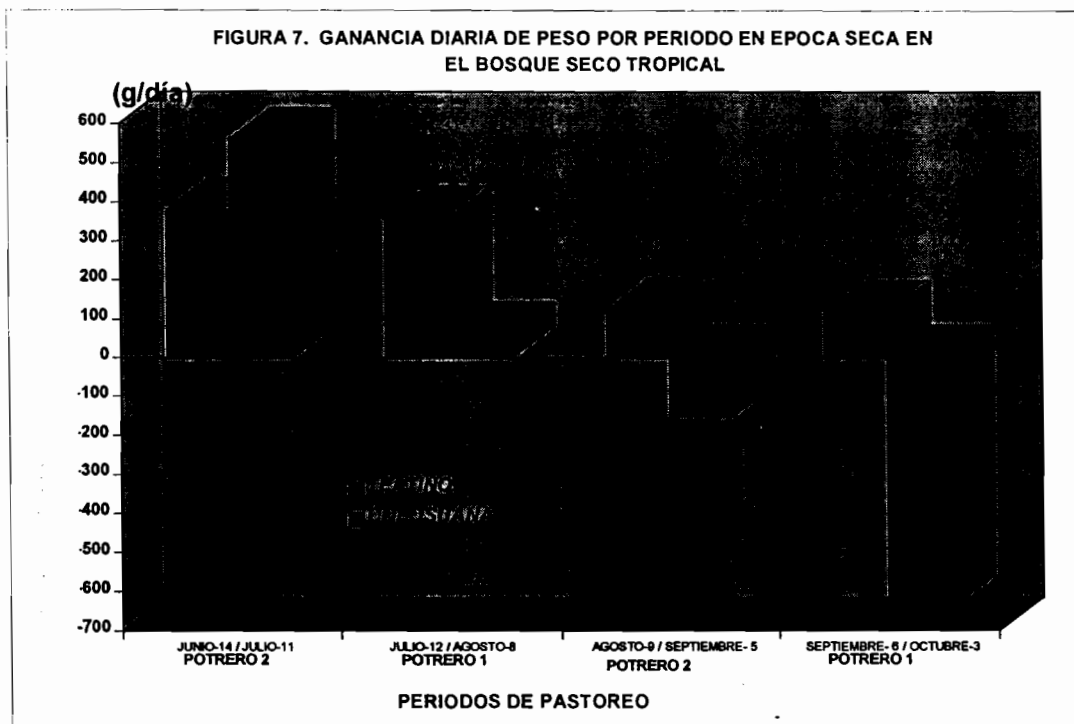 FIGURA 7. GANANCIA DIARIA DE PESO POR PERIODO EN EPOCA SECA EN
EL BOSQUE SECO TROPICAL
(g/día)
600
500
400
300
200
100
0
-100
-200
-300
-400
-500
-600
-700
JUNIO-14 / JULIO-11
POTRERO 2
JULIO-12 / AGOSTO-8
POTRERO 1
AGOSTO-9 / SEPTIEMBRE- 5
POTRERO 2
SEPTIEMBRE- 6 / OCTUBRE-3
POTRERO 1
PERIODOS DE PASTOREO